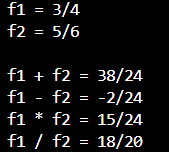 f1 = 3/4
f2 = 5/6
f1 + f2 = 38/24
f1 - f2 = -2/24
f1 * f2 = 15/24
f1 / f2 = 18/20